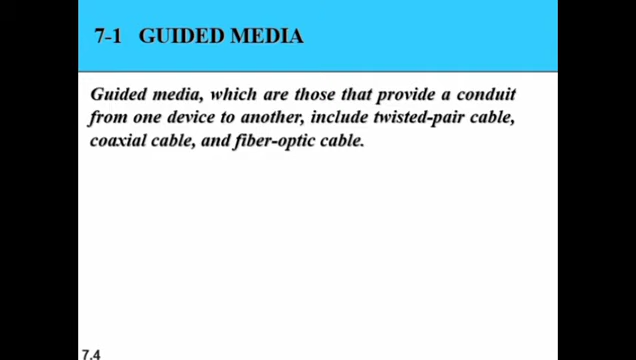 7-1 GUIDED MEDIA
Guided media, which are those that provide a conduit
from one device to another, include twisted-pair cable,
coaxial cable, and fiber-optic cable.
7.4